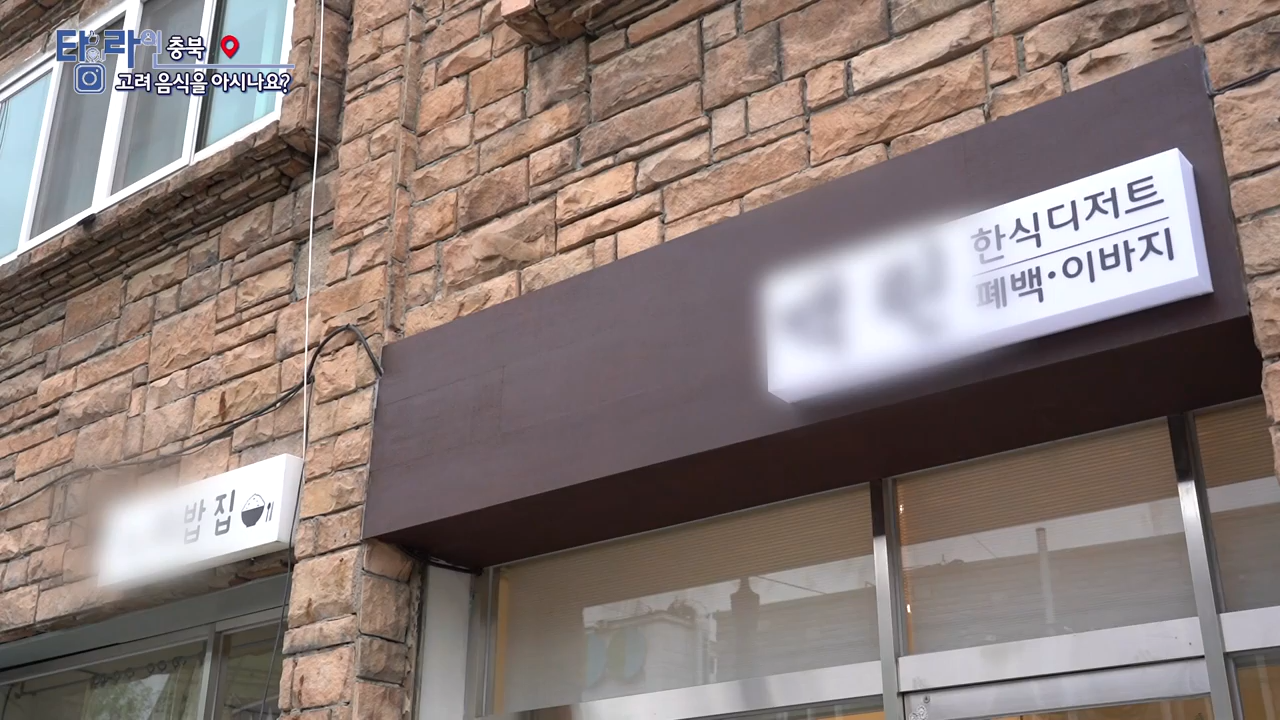 타라의 충북
고려 음식을 아시나요?
한식디저트
폐백·이바지
밥집